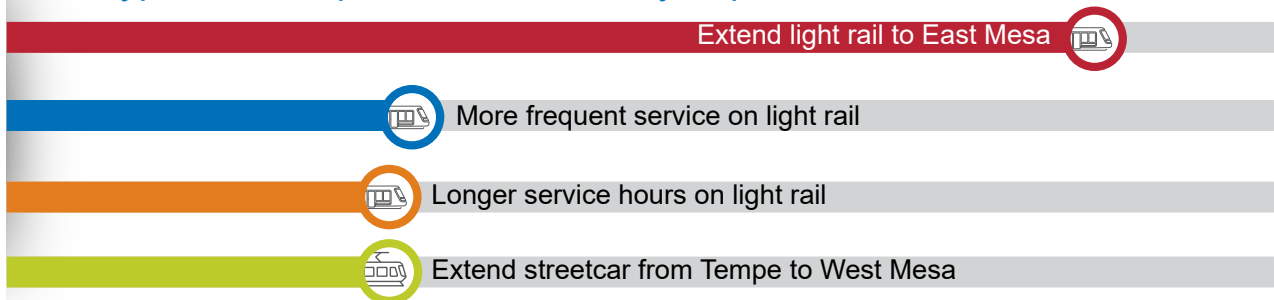 Extend light rail to East Mesa
More frequent service on light rail
Longer service hours on light rail
Extend streetcar from Tempe to West Mesa